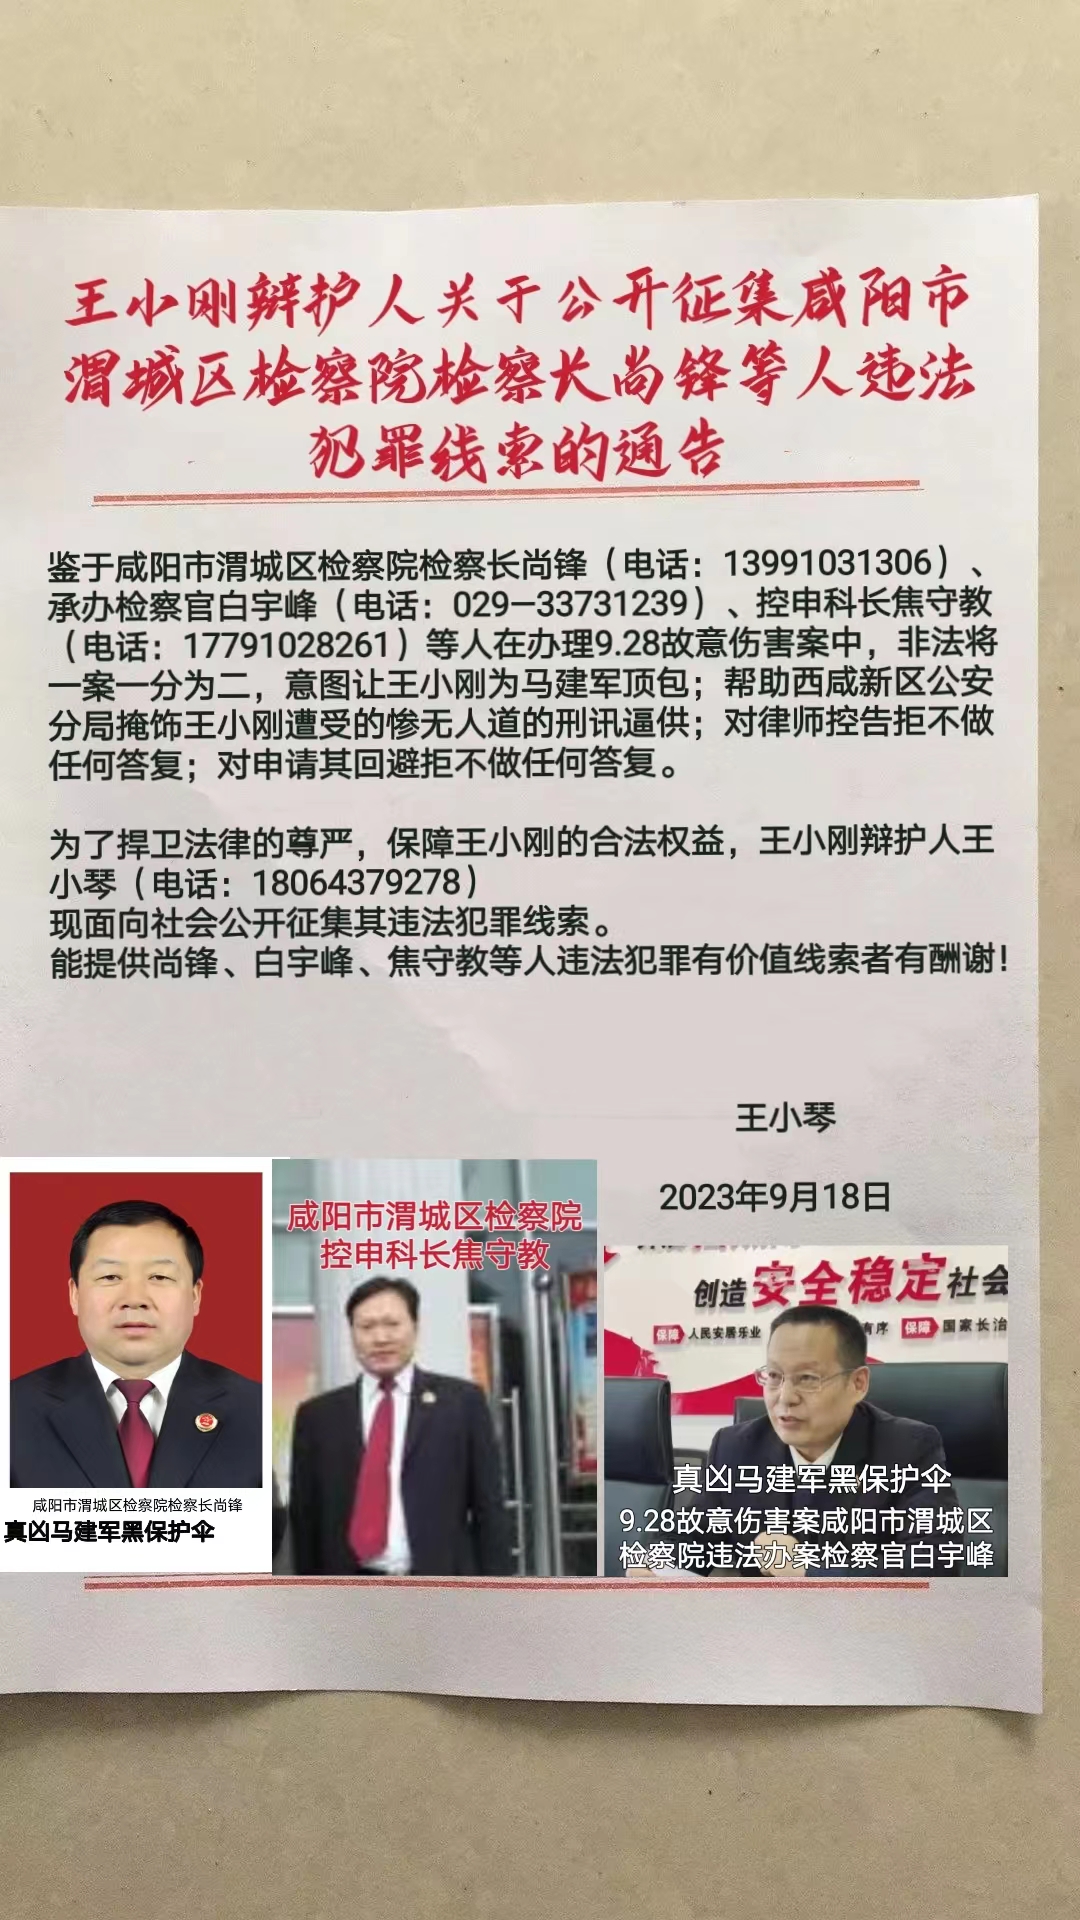 王小刚辩护人关于公开征集咸阳市
渭城区检察院检察长尚锋等人违法
犯罪线索的通告
鉴于咸阳市渭城区检察院检察长尚锋（电话：13991031306）、
承办检察官白宇峰（电话：029—33731239）、控申科长焦守教
（电话：17791028261）等人在办理9.28故意伤害案中，非法将
一案一分为二，意图让王小刚为马建军顶包；帮助西咸新区公安
分局掩饰王小刚遭受的惨无人道的刑讯逼供；对律师控告拒不做
任何答复；对申请其回避拒不做任何答复。
为了捍卫法律的尊严，保障王小刚的合法权益，王小刚辩护人王
小琴（电话：18064379278）
现面向社会公开征集其违法犯罪线索。
能提供尚锋、白宇峰、焦守教等人违法犯罪有价值线索者有酬谢！
王小琴
2023年9月18日
咸阳市渭城区检察院检察长尚锋
真凶马建军黑保护伞
咸阳市渭城区检察院
控申科长焦守教
创造安全稳定社会
保障 人民安居乐业
有序 保障 国家长治
真凶马建军黑保护伞
9.28故意伤害案咸阳市渭城区
检察院违法办案检察官白宇峰